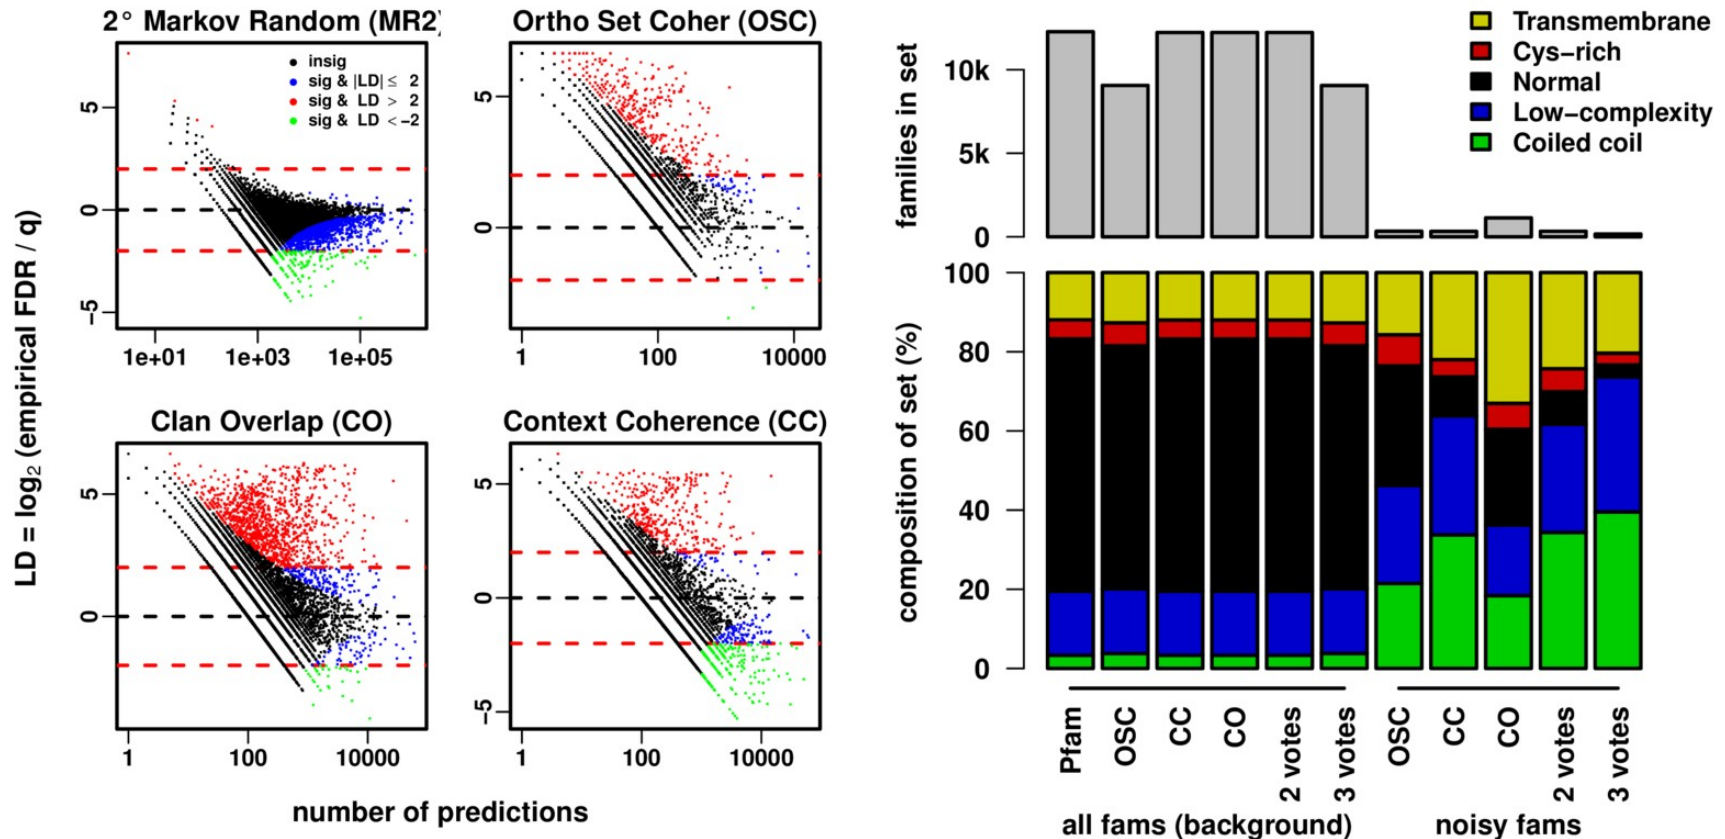 2° Markov Random (MR2)
insig
sig & |LD| ≤ 2
sig & LD > 2
sig & LD < -2
5
0
-5
1e+01 1e+03 1e+05
Ortho Set Coher (OSC)
5
0
1 100 10000
Clan Overlap (CO)
5
0
1 100 10000
Context Coherence (CC)
5
0
-5
1 100 10000
LD = log2 (empirical FDR / q)
number of predictions
Transmembrane
Cys-rich
Normal
Low-complexity
Coiled coil
families in set
10k
5k
0
composition of set (%)
100
80
60
40
20
0
Pfam
OSC
CC
CO
2 votes
3 votes
OSC
CC
CO
2 votes
3 votes
all fams (background) noisy fams